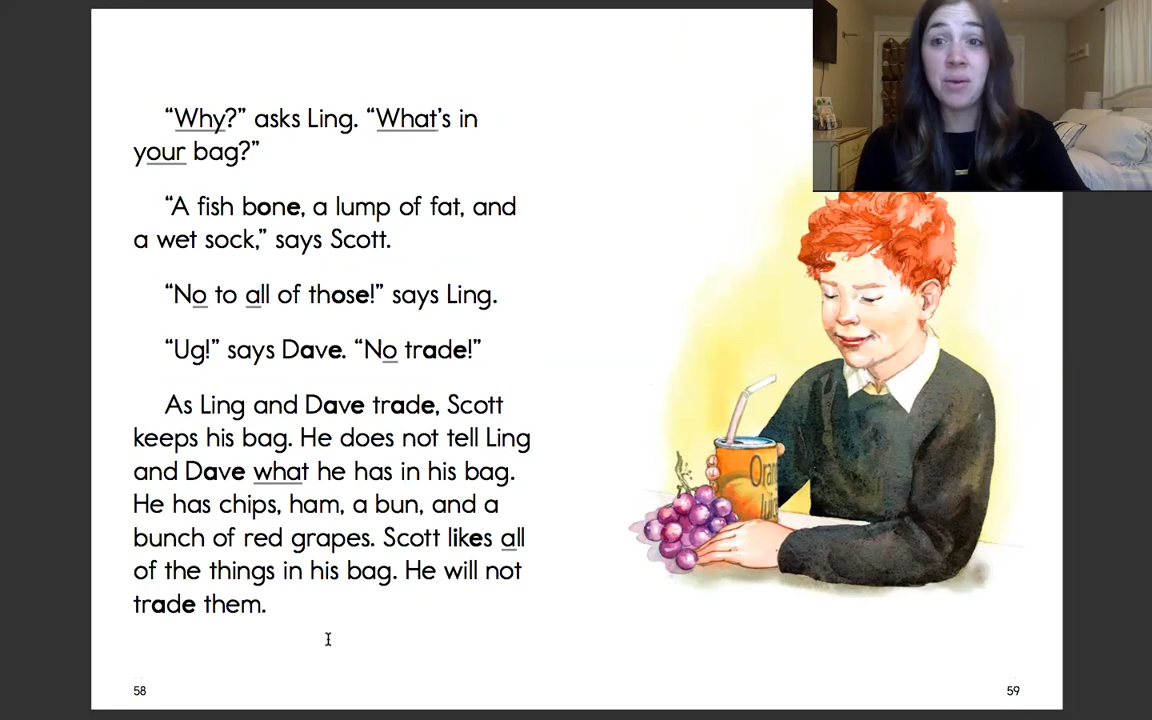 “Why?” asks Ling. “What’s in
your bag?”
“A fish bone, a lump of fat, and
a wet sock,” says Scott.
“No to all of those!” says Ling.
“Ug!” says Dave. “No trade!”
As Ling and Dave trade, Scott
keeps his bag. He does not tell Ling
and Dave what he has in his bag.
He has chips, ham, a bun, and a
bunch of red grapes. Scott likes all
of the things in his bag. He will not
trade them.
58
59